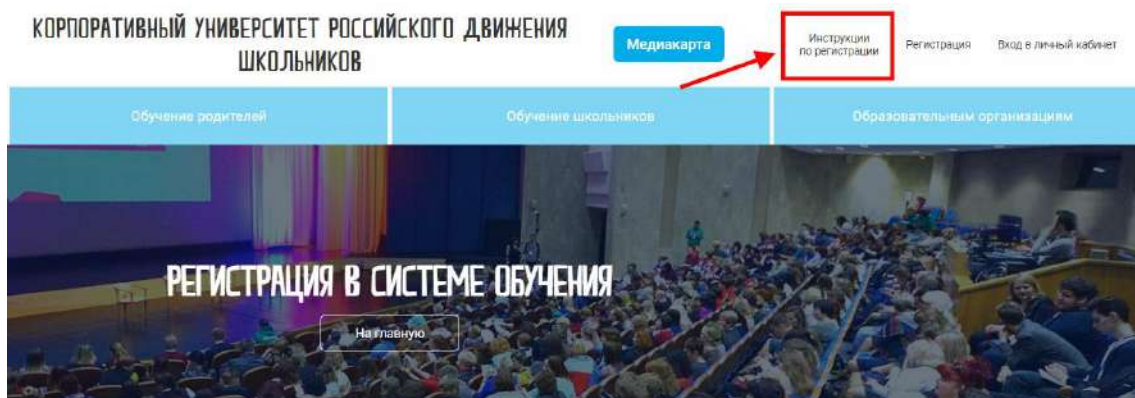 КОРПОРАТИВНЫЙ УНИВЕРСИТЕТ РОССИЙСКОГО ДВИЖЕНИЯ
ШКОЛЬНИКОВ
Медиакарта
Инструкции
по регистрации
Регистрация
Вход в личный кабинет
Обучение родителей
Обучение школьников
Образовательным организациям
РЕГИСТРАЦИЯ В СИСТЕМЕ ОБУЧЕНИЯ
На главную